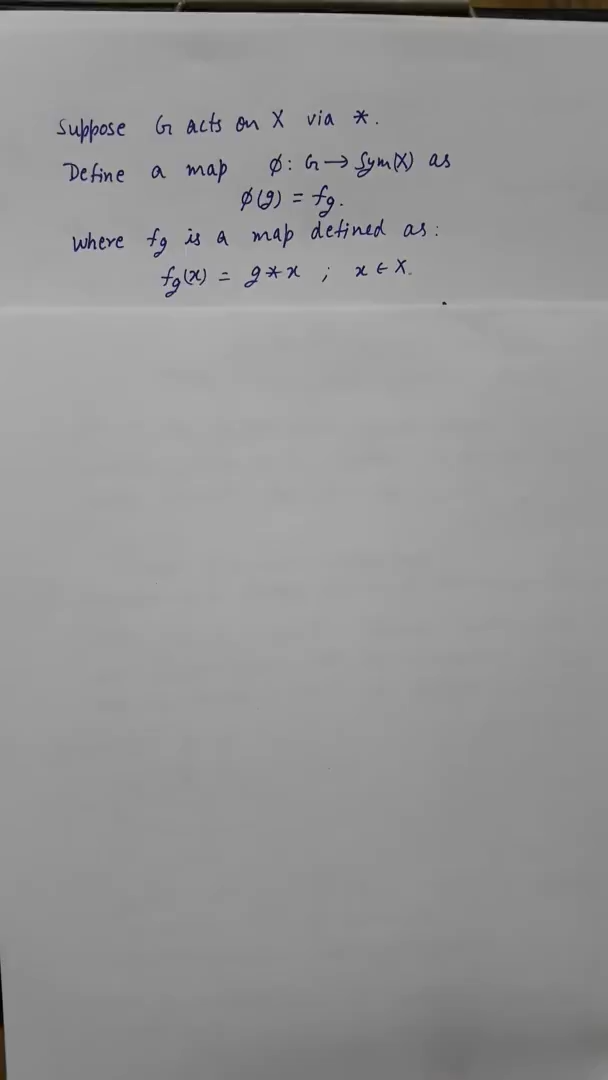 Suppose G acts on X via *.
Define a map ϕ: G → Sym(X) as
ϕ(g) = fg.
where fg is a map defined as:
fg(x) = g * x ; x ∈ X.